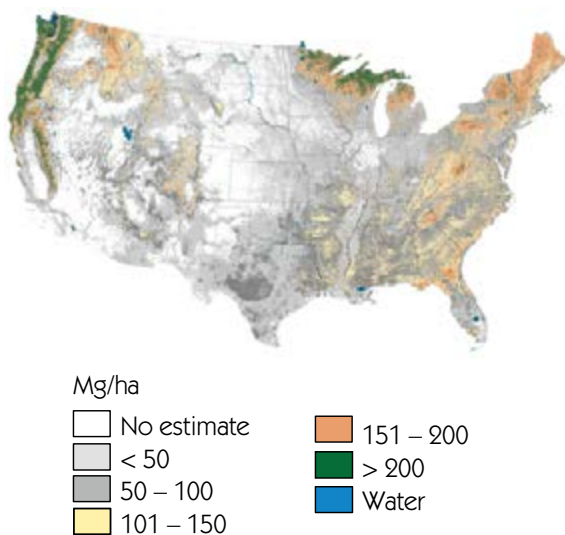 Mg/ha
No estimate
< 50
50 – 100
101 – 150
151 – 200
> 200
Water